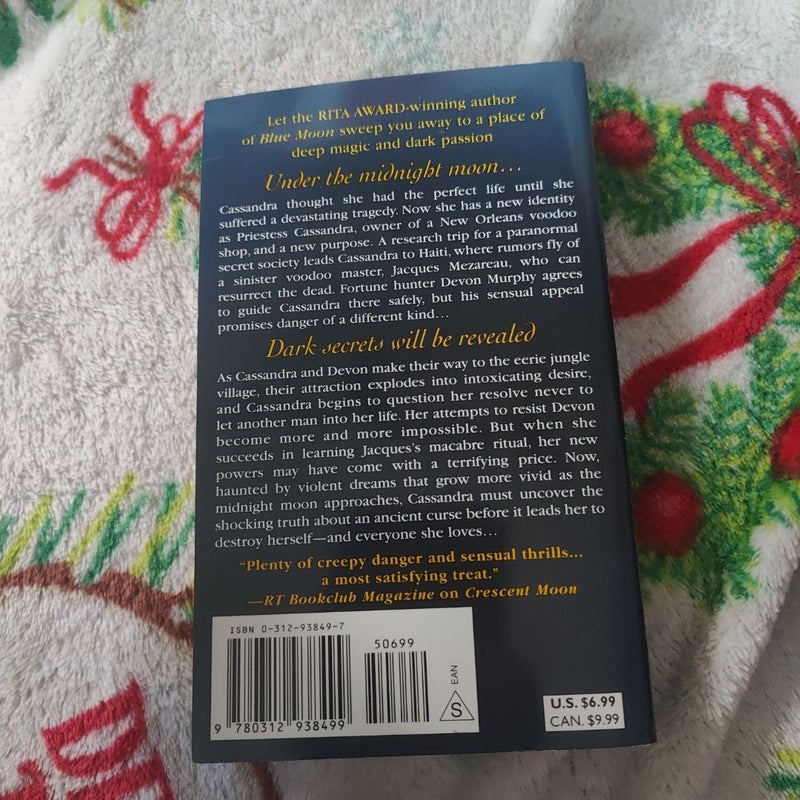 Let the RITA AWARD-winning author
of Blue Moon sweep you away to a place of
deep magic and dark passion
Under the midnight moon...
Cassandra thought she had the perfect life until she
suffered a devastating tragedy. Now she has a new identity
as Priestess Cassandra, owner of a New Orleans voodoo
shop, and a new purpose. A research trip for a paranormal
secret society leads Cassandra to Haiti, where rumors fly of
a sinister voodoo master, Jacques Mezareau, who can
resurrect the dead. Fortune hunter Devon Murphy agrees
to guide Cassandra there safely, but his sensual appeal
promises danger of a different kind...
Dark secrets will be revealed
As Cassandra and Devon make their way to the eerie jungle
village, their attraction explodes into intoxicating desire,
and Cassandra begins to question her resolve never to
let another man into her life. Her attempts to resist Devon
become more and more impossible. But when she
succeeds in learning Jacques's macabre ritual, her new
powers may have come with a terrifying price. Now,
haunted by violent dreams that grow more vivid as the
midnight moon approaches, Cassandra must uncover the
shocking truth about an ancient curse before it leads her to
destroy herself—and everyone she loves...
"Plenty of creepy danger and sensual thrills...
a most satisfying treat."
—RT Bookclub Magazine on Crescent Moon
ISBN 0-312-93849-7
50699
9 780312 938499
EAN
S
U.S. $6.99
CAN. $9.99